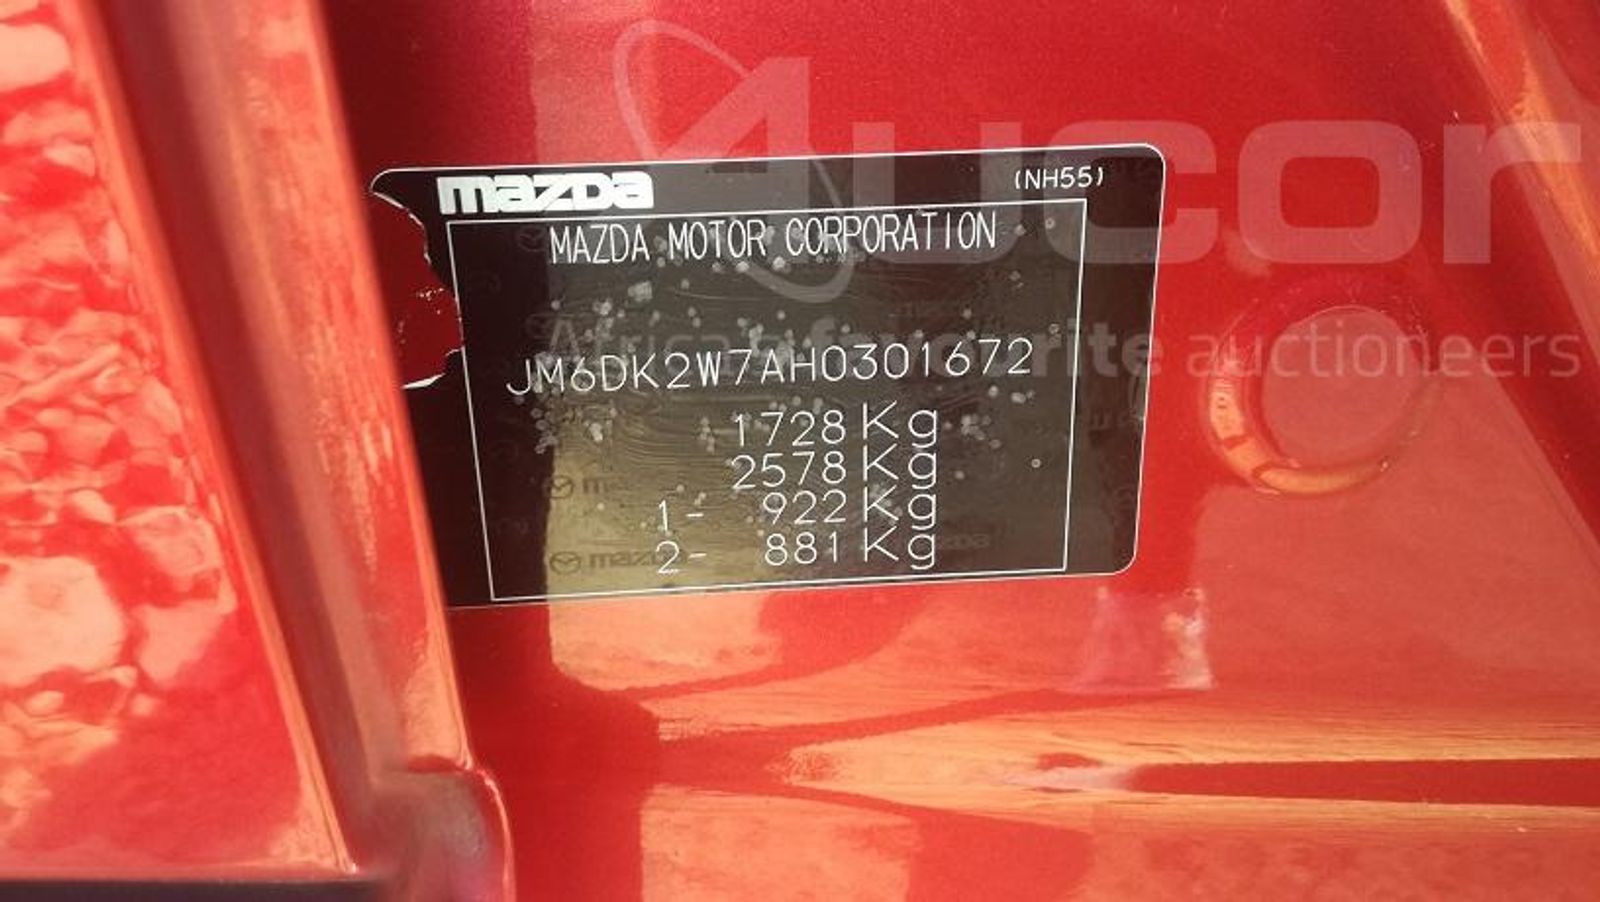 mazda (NH55)
MAZDA MOTOR CORPORATION
JM6DK2W7AH0301672
1728 Kg
2578 Kg
1- 922 Kg
2- 881 Kg
Aucor
Africa's favourite auctioneers